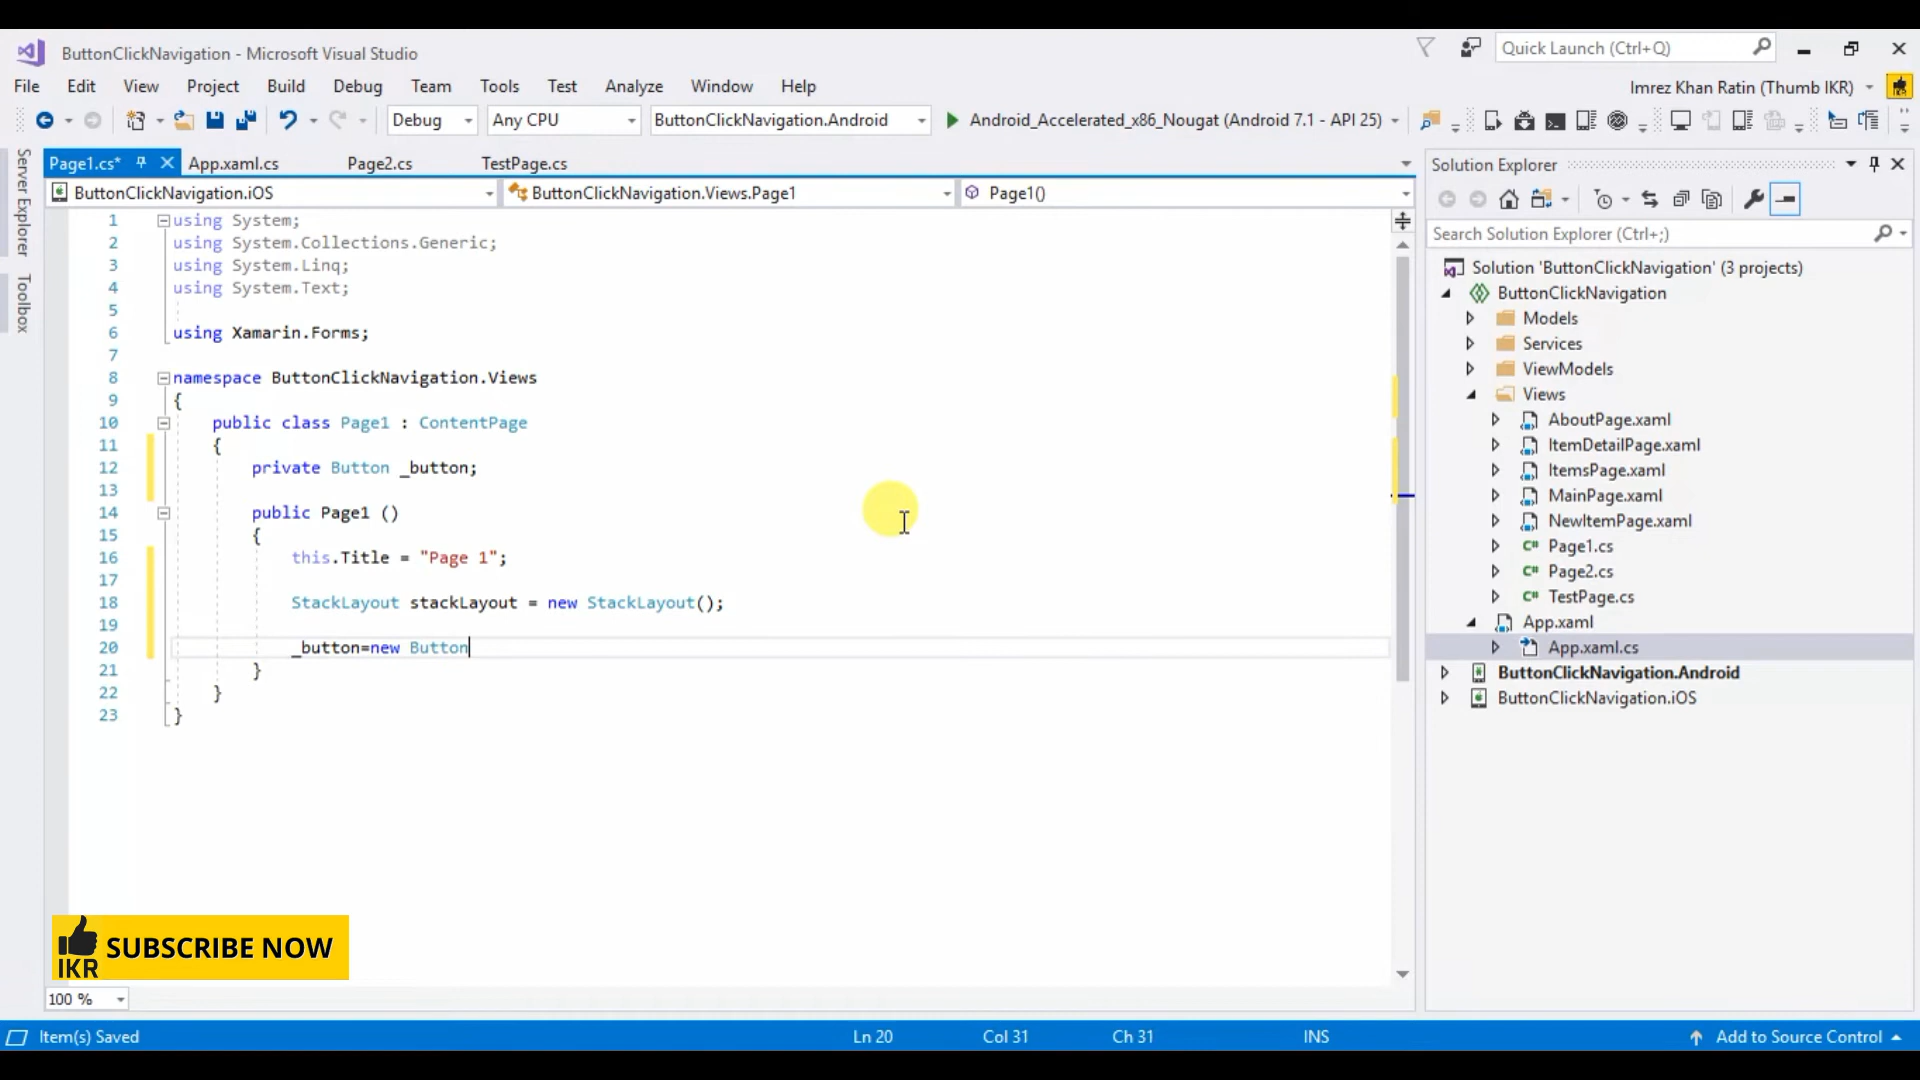 ButtonClickNavigation - Microsoft Visual Studio
Quick Launch (Ctrl+Q)
File Edit View Project Build Debug Team Tools Test Analyze Window Help
Imrez Khan Ratin (Thumb IKR)
Debug Any CPU ButtonClickNavigation.Android Android_Accelerated_x86_Nougat (Android 7.1 - API 25)
Server Explorer
Toolbox
Page1.cs* App.xaml.cs Page2.cs TestPage.cs
ButtonClickNavigation.iOS ButtonClickNavigation.Views.Page1 Page1()
1 using System;
2 using System.Collections.Generic;
3 using System.Linq;
4 using System.Text;
5
6 using Xamarin.Forms;
7
8 namespace ButtonClickNavigation.Views
9 {
10 public class Page1 : ContentPage
11 {
12 private Button _button;
13
14 public Page1 ()
15 {
16 this.Title = "Page 1";
17
18 StackLayout stackLayout = new StackLayout();
19
20 _button=new Button
21 }
22 }
23 }
Solution Explorer
Search Solution Explorer (Ctrl+;)
Solution 'ButtonClickNavigation' (3 projects)
ButtonClickNavigation
Models
Services
ViewModels
Views
AboutPage.xaml
ItemDetailPage.xaml
ItemsPage.xaml
MainPage.xaml
NewItemPage.xaml
C# Page1.cs
C# Page2.cs
C# TestPage.cs
App.xaml
App.xaml.cs
ButtonClickNavigation.Android
ButtonClickNavigation.iOS
IKR SUBSCRIBE NOW
100 %
Item(s) Saved Ln 20 Col 31 Ch 31 INS Add to Source Control